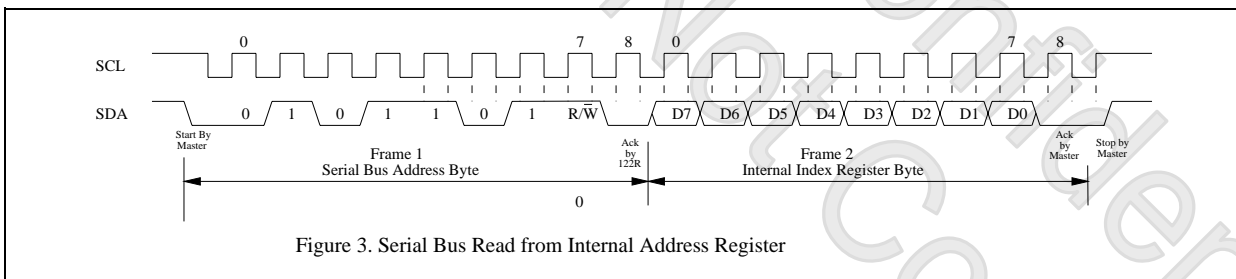 0 7 8 0 7 8
SCL
SDA 0 1 0 1 1 0 1 R/W̅ D7 D6 D5 D4 D3 D2 D1 D0
Start By
Master
Ack
by
122R
Ack
by
Master
Stop by
Master
Frame 1
Serial Bus Address Byte
Frame 2
Internal Index Register Byte
0
Figure 3. Serial Bus Read from Internal Address Register
Not